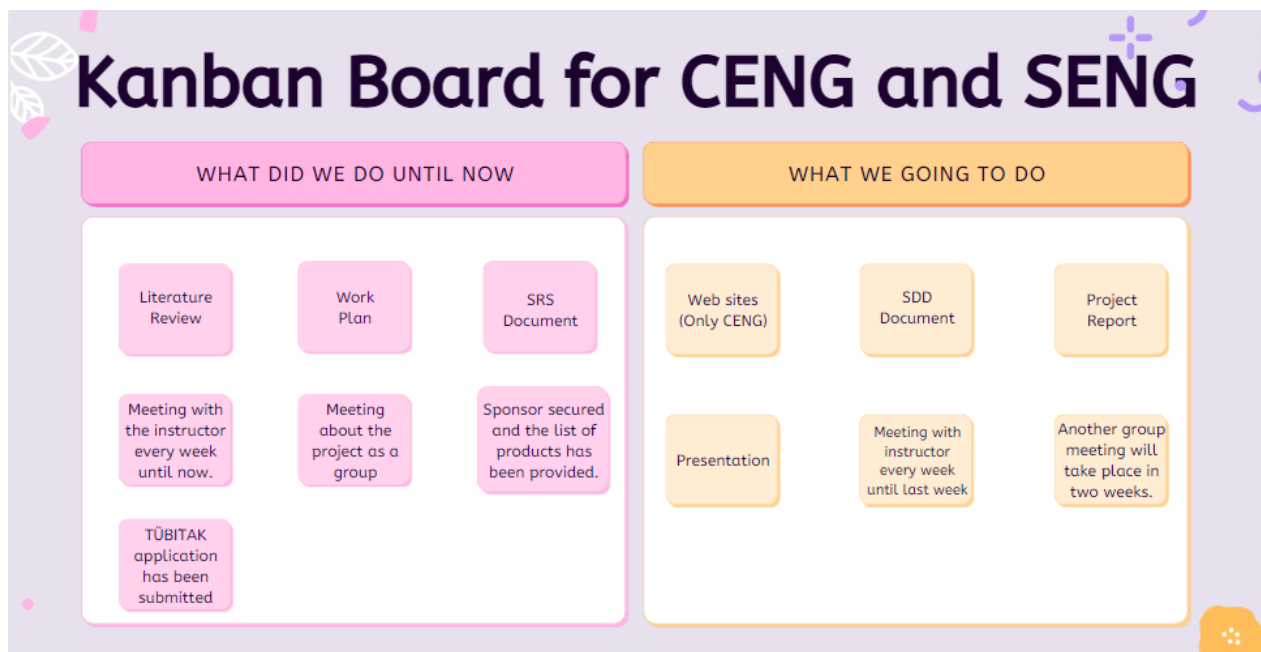 Kanban Board for CENG and SENG
WHAT DID WE DO UNTIL NOW
Literature
Review
Work
Plan
SRS
Document
Meeting with
the instructor
every week
until now.
Meeting
about the
project as a
group
Sponsor secured
and the list of
products has
been provided.
TÜBITAK
application
has been
submitted
WHAT WE GOING TO DO
Web sites
(Only CENG)
SDD
Document
Project
Report
Presentation
Meeting with
instructor
every week
until last week
Another group
meeting will
take place in
two weeks.